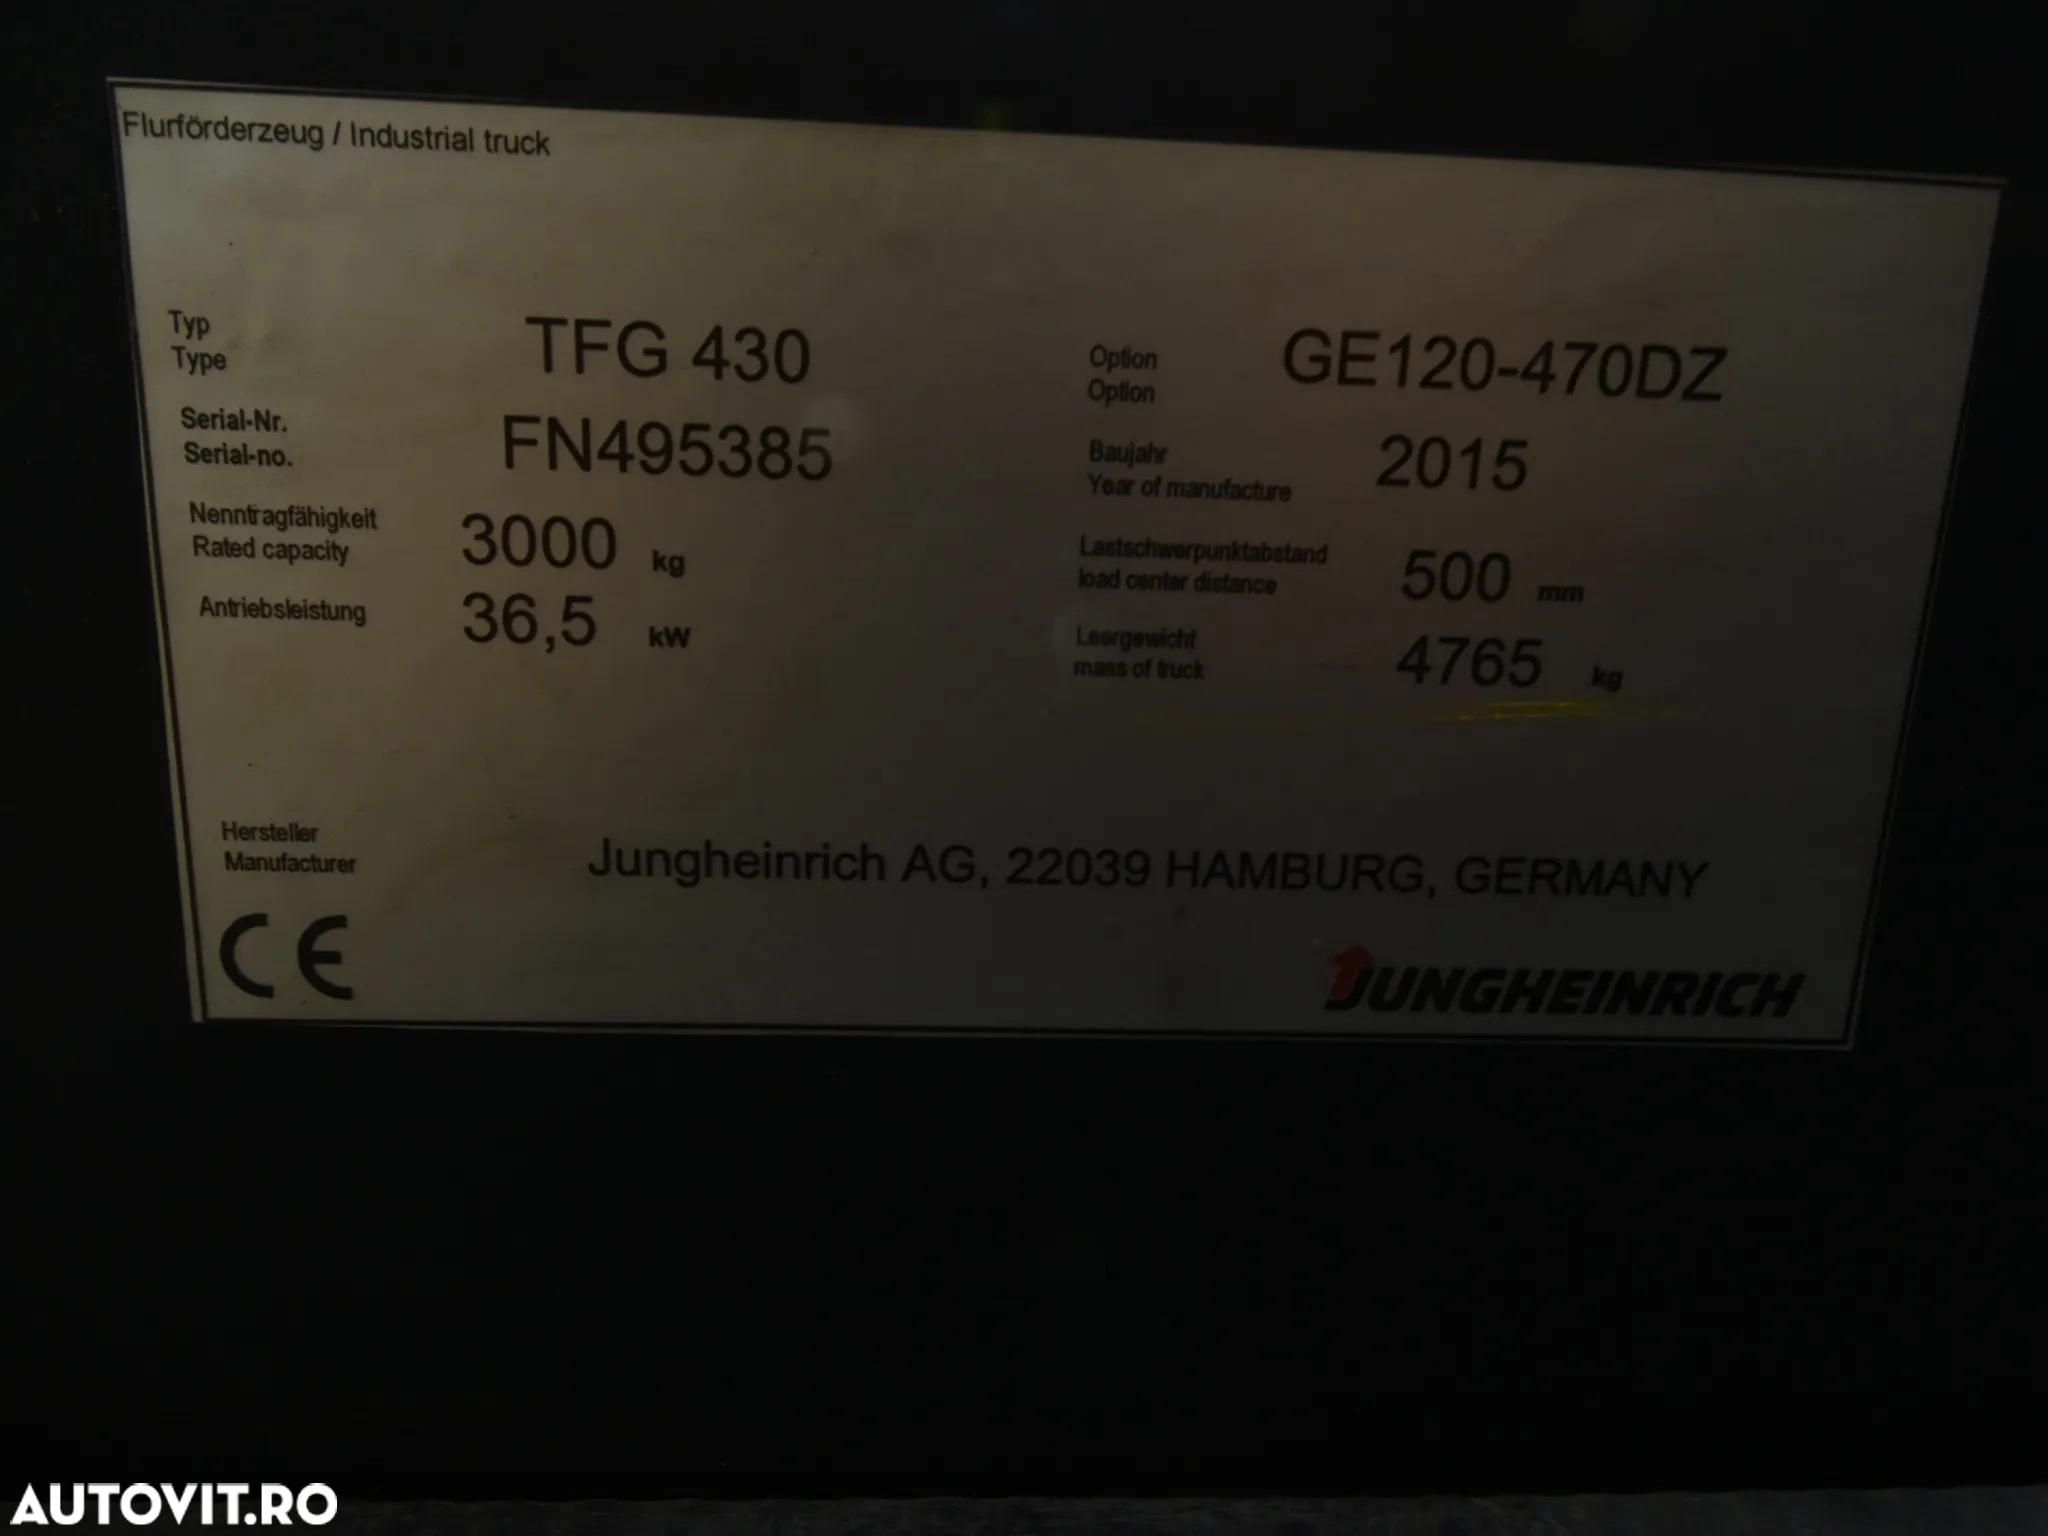 Flurförderzeug / Industrial truck
Typ
Type
TFG 430
Option
Option
GE120-470DZ
Serial-Nr.
Serial-no.
FN495385
Baujahr
Year of manufacture
2015
Nenntragfähigkeit
Rated capacity
3000 kg
Lastschwerpunktabstand
load center distance
500 mm
Antriebsleistung
36,5 kW
Leergewicht
mass of truck
4765 kg
Hersteller
Manufacturer
Jungheinrich AG, 22039 HAMBURG, GERMANY
CE
JUNGHEINRICH
AUTOVIT.RO